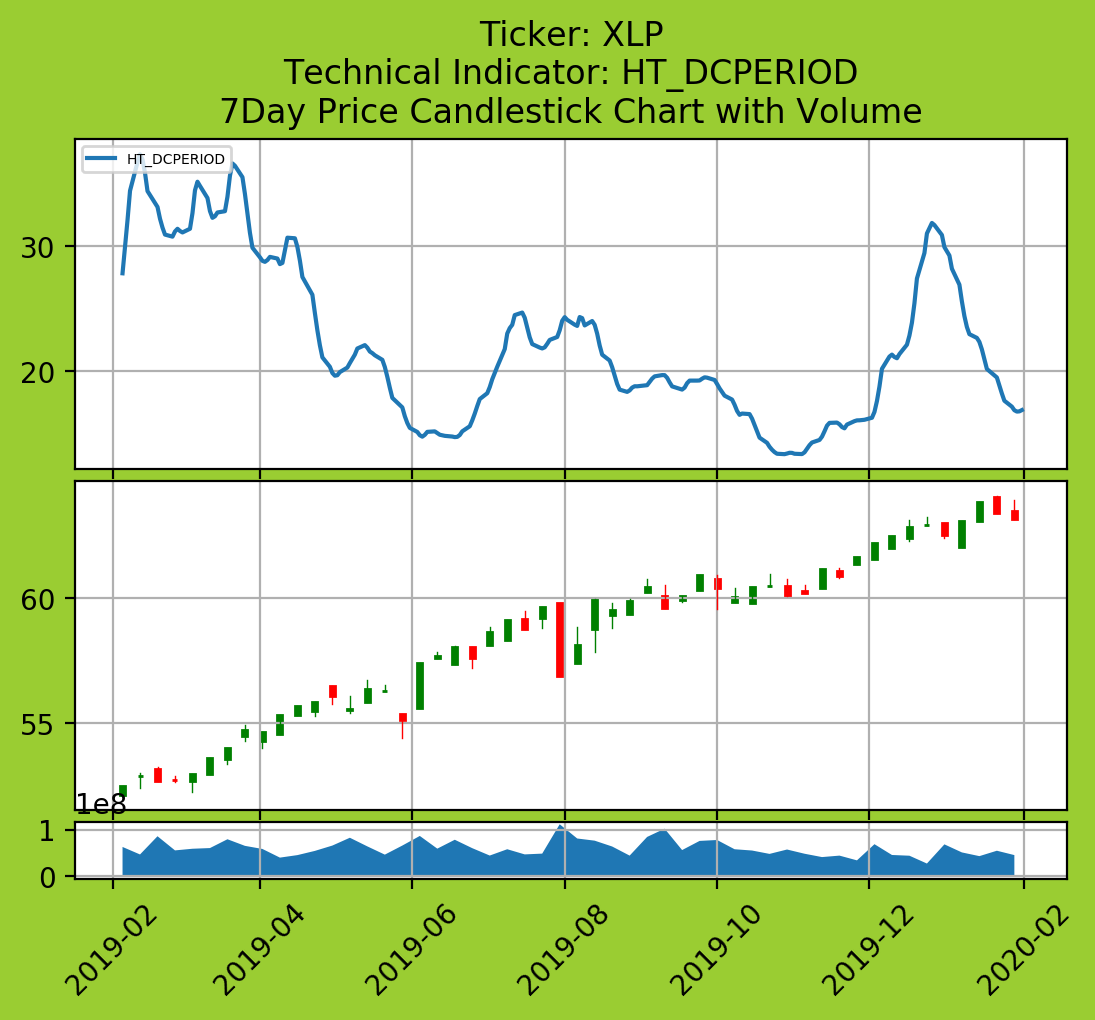 Ticker: XLP
Technical Indicator: HT_DCPERIOD
7Day Price Candlestick Chart with Volume
HT_DCPERIOD
30
20
60
55
1e8
1
0
2019-02
2019-04
2019-06
2019-08
2019-10
2019-12
2020-02